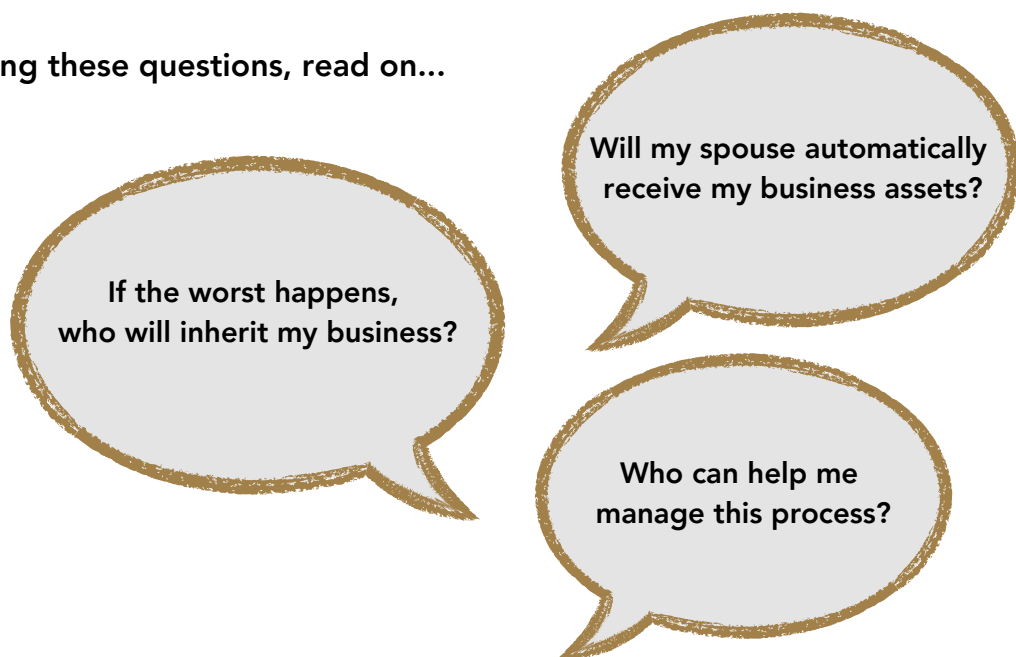 ng these questions, read on...
Will my spouse automatically
receive my business assets?
If the worst happens,
who will inherit my business?
Who can help me
manage this process?